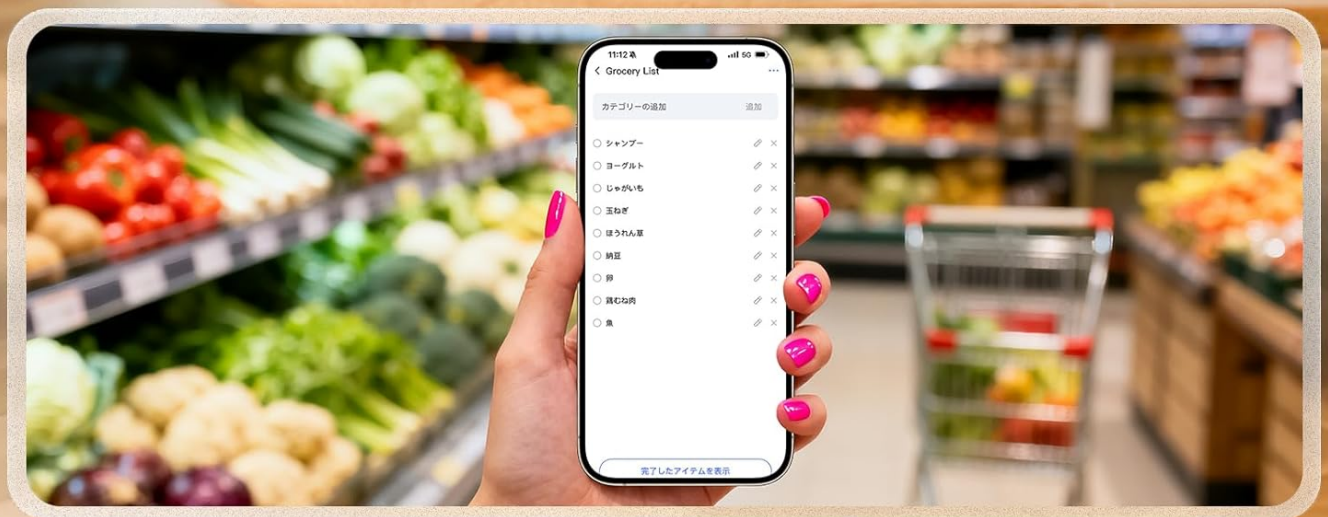 11:12
5G
Grocery List
カテゴリーの追加 追加
シャンプー
ヨーグルト
じゃがいも
玉ねぎ
ほうれん草
納豆
卵
鶏むね肉
魚
完了したアイテムを表示